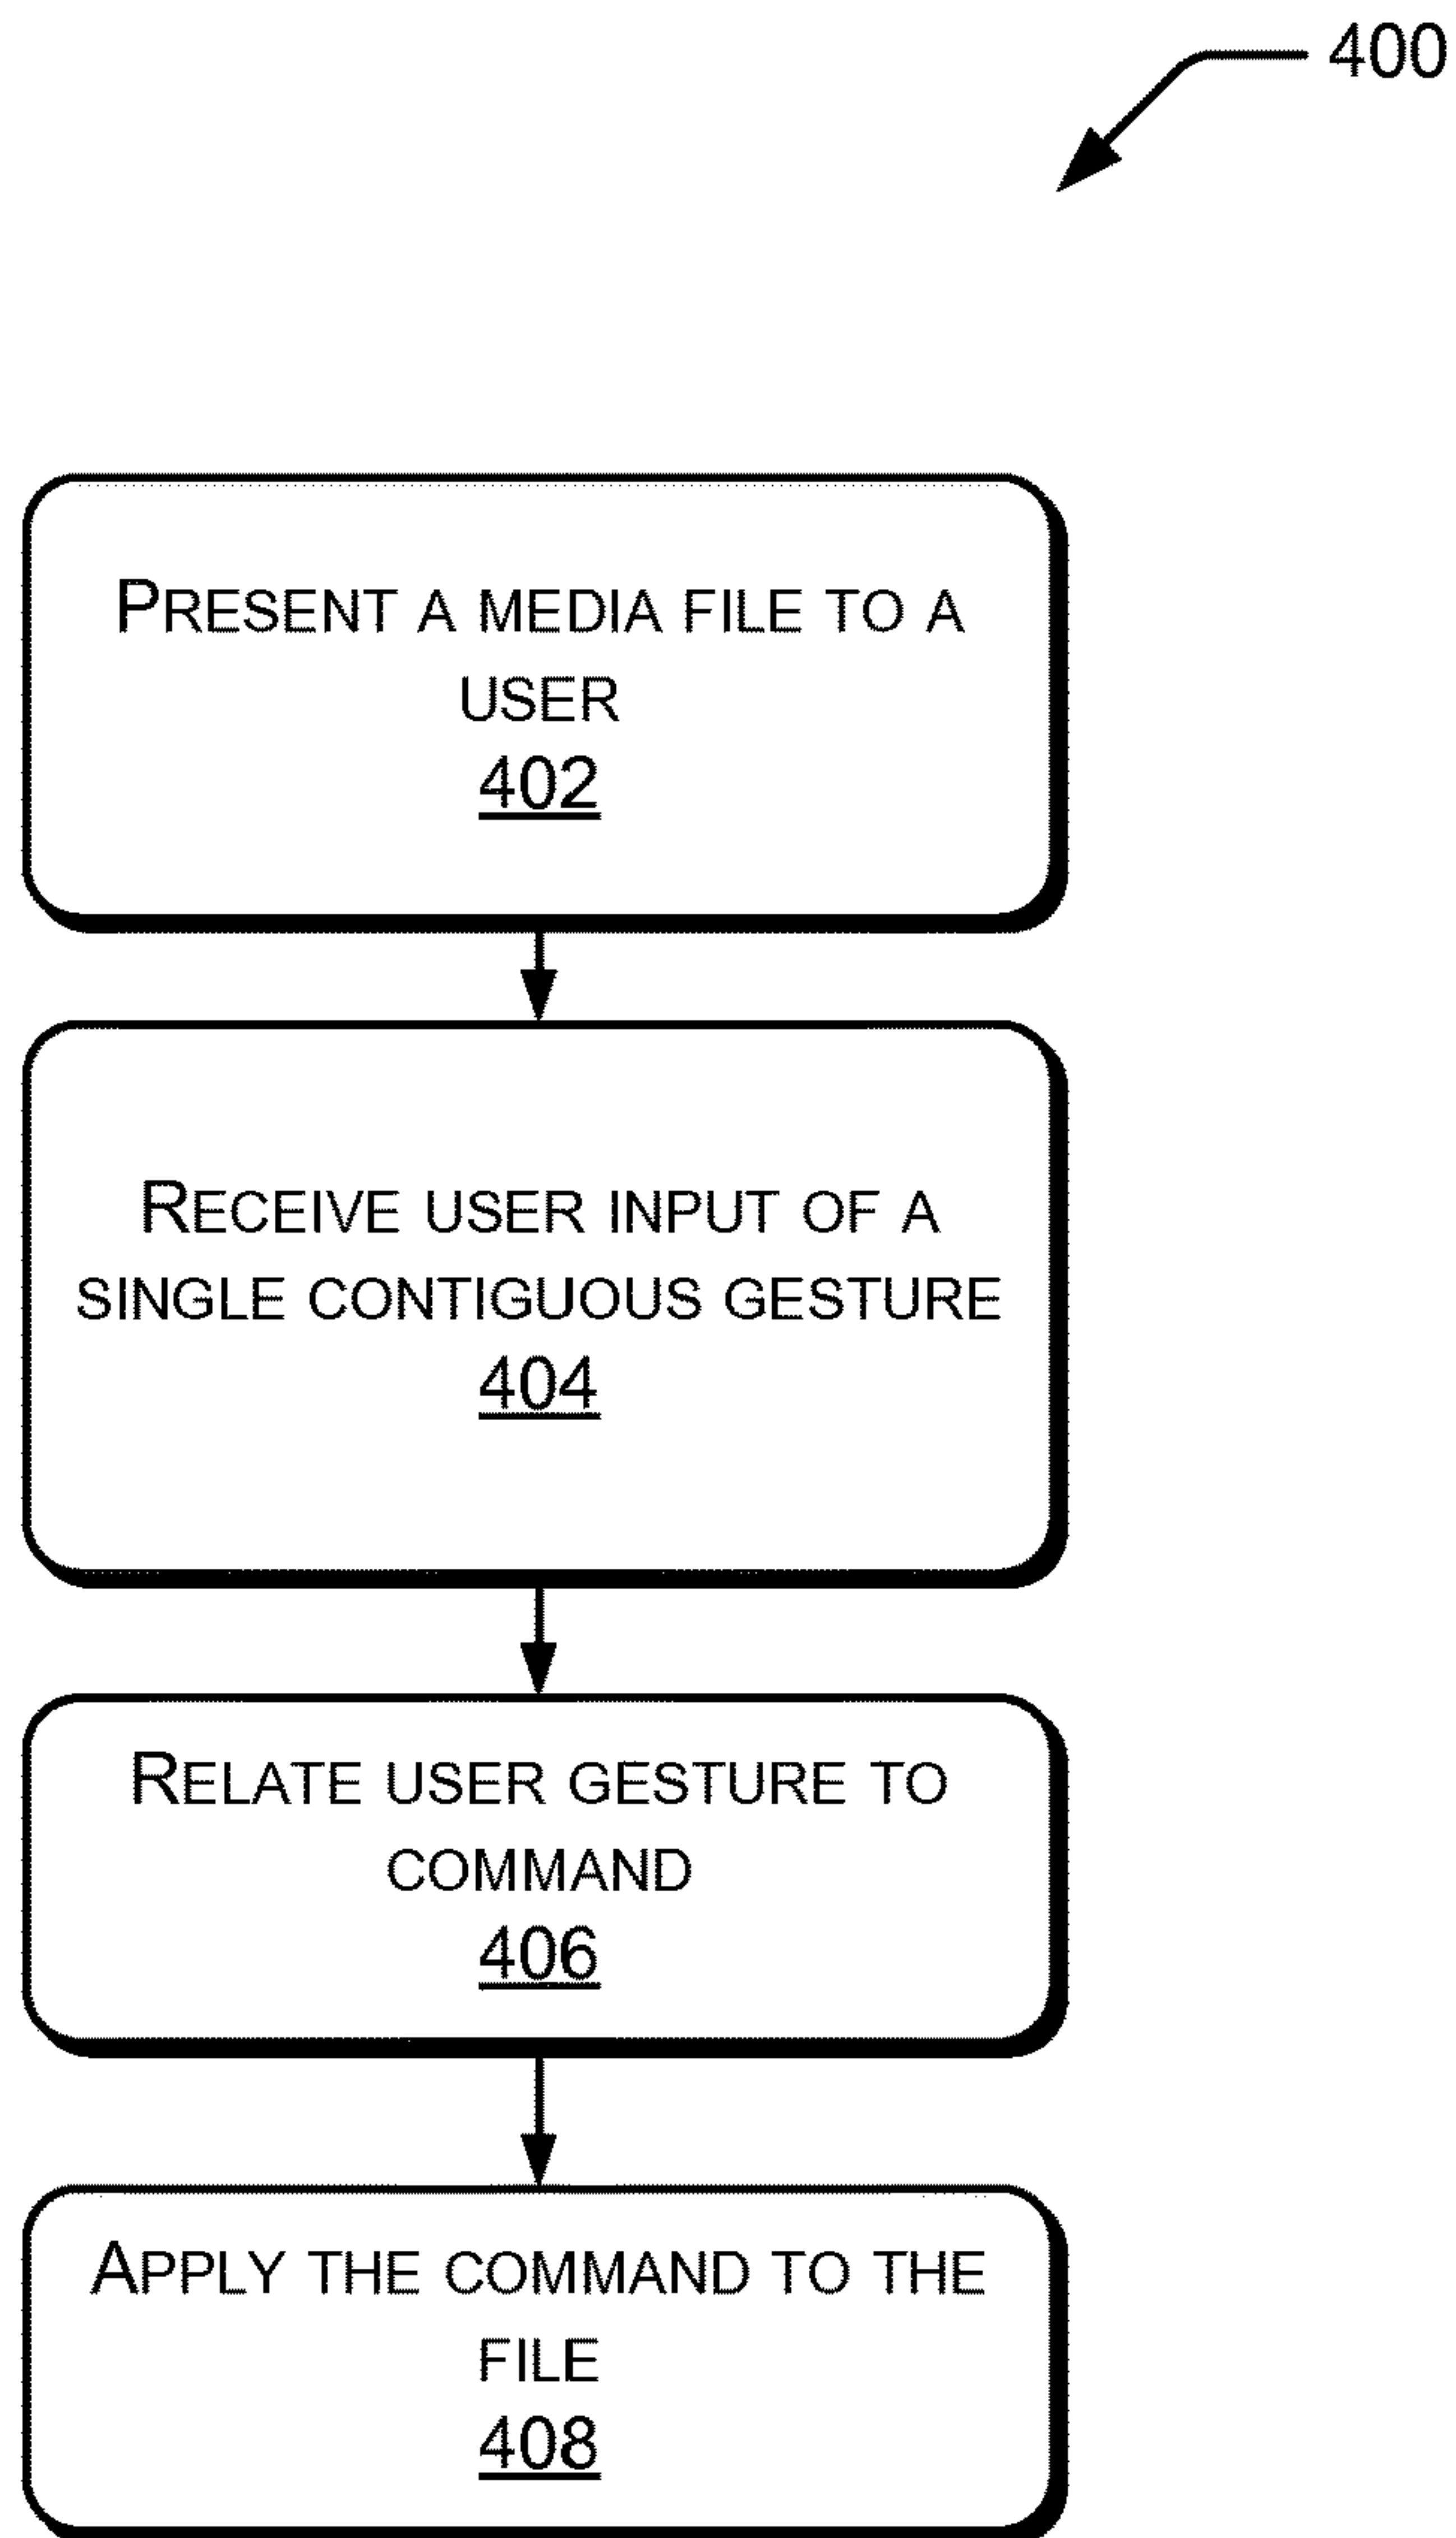 400
PRESENT A MEDIA FILE TO A
USER
402
RECEIVE USER INPUT OF A
SINGLE CONTIGUOUS GESTURE
404
RELATE USER GESTURE TO
COMMAND
406
APPLY THE COMMAND TO THE
FILE
408